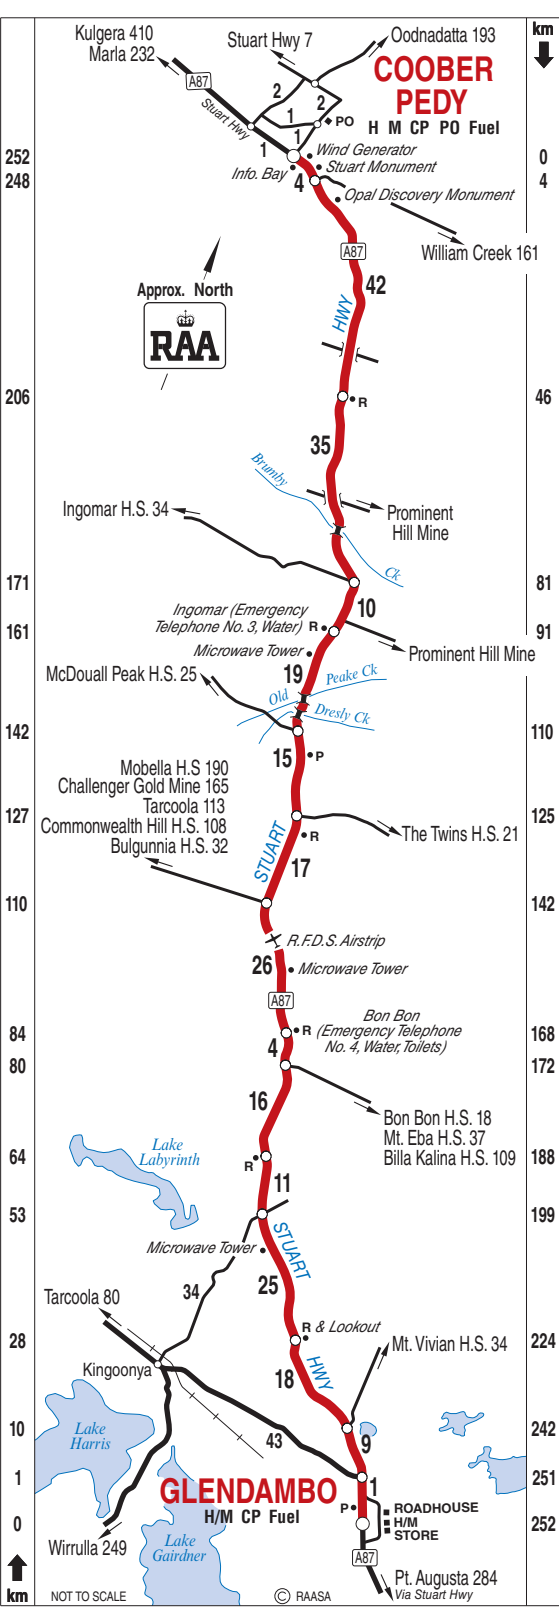 Kulgera 410
Marla 232
Stuart Hwy 7
Oodnadatta 193
km
A87
COOBER
PEDY
H M CP PO Fuel
2
2
1
1
PO
Stuart Hwy
1
Wind Generator
252
0
Info. Bay
Stuart Monument
248
4
4
Opal Discovery Monument
William Creek 161
A87
42
Approx. North
RAA
HWY
206
R
46
35
Brumby
Ck
Prominent
Hill Mine
Ingomar H.S. 34
171
81
10
Ingomar (Emergency
Telephone No. 3, Water)
R
161
91
Microwave Tower
Prominent Hill Mine
19
McDouall Peak H.S. 25
Peake Ck
Old
Dresly Ck
142
110
15
P
Mobella H.S 190
Challenger Gold Mine 165
Tarcoola 113
Commonwealth Hill H.S. 108
Bulgunnia H.S. 32
127
125
R
The Twins H.S. 21
STUART
17
110
142
R.F.D.S. Airstrip
26
Microwave Tower
A87
Bon Bon
(Emergency Telephone
No. 4, Water, Toilets)
84
R
168
4
80
172
16
Bon Bon H.S. 18
Mt. Eba H.S. 37
Billa Kalina H.S. 109
Lake
Labyrinth
64
R
188
11
53
199
STUART
Microwave Tower
25
34
Tarcoola 80
R & Lookout
28
224
Mt. Vivian H.S. 34
Kingoonya
HWY
18
Lake
Harris
10
242
43
9
1
251
GLENDAMBO
H/M CP Fuel
1
P
ROADHOUSE
H/M
STORE
0
252
Wirrulla 249
Lake
Gairdner
A87
Pt. Augusta 284
Via Stuart Hwy
km
NOT TO SCALE
© RAASA